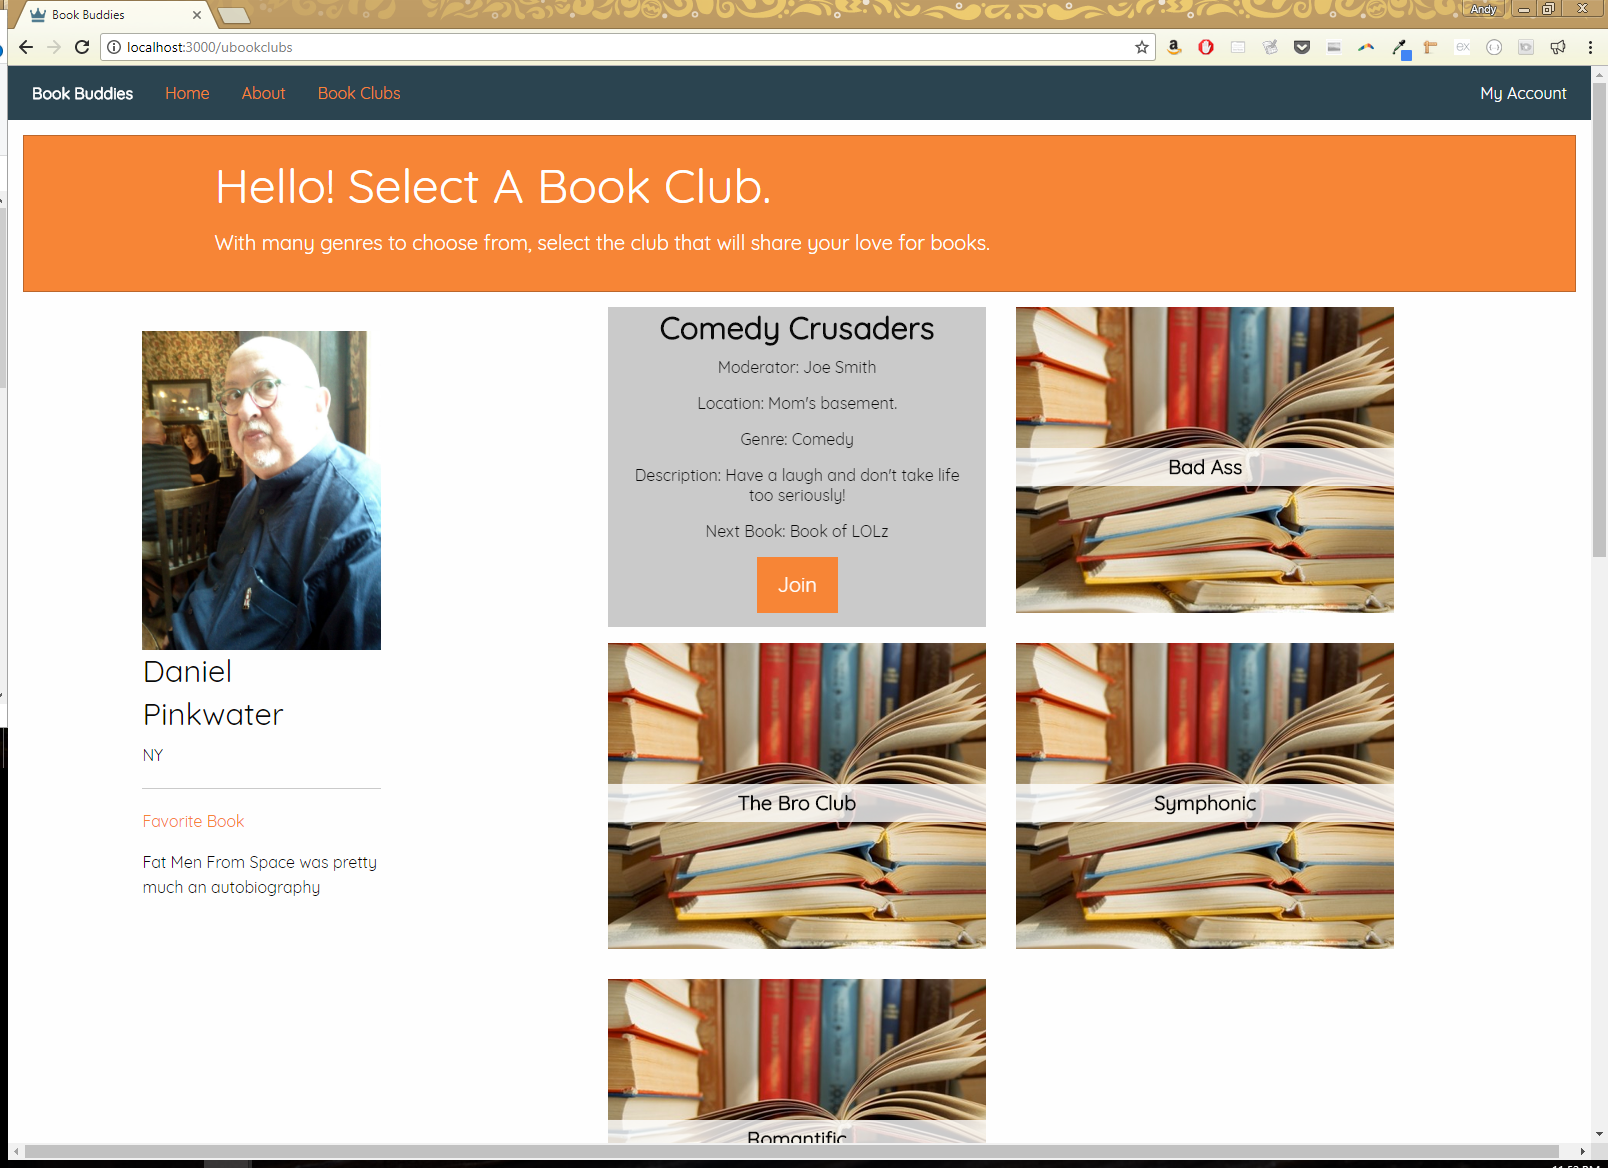 Book Buddies
Andy
localhost:3000/ubookclubs
Book Buddies Home About Book Clubs My Account
Hello! Select A Book Club.
With many genres to choose from, select the club that will share your love for books.
Comedy Crusaders
Moderator: Joe Smith
Location: Mom's basement.
Genre: Comedy
Description: Have a laugh and don't take life
too seriously!
Next Book: Book of LOLz
Join
Bad Ass
Daniel
Pinkwater
NY
Favorite Book
Fat Men From Space was pretty
much an autobiography
The Bro Club
Symphonic
Romantific